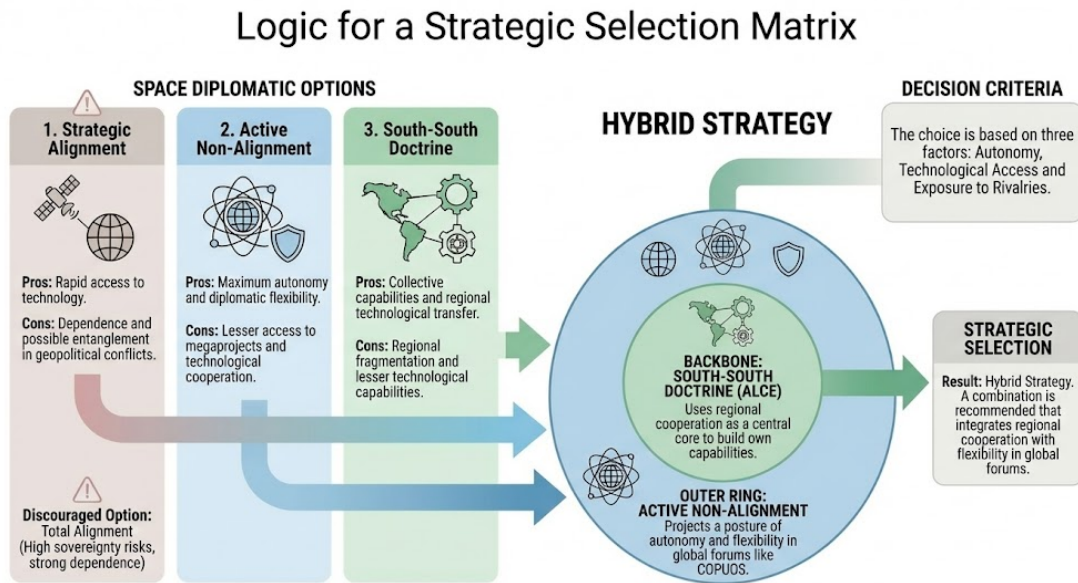 Logic for a Strategic Selection Matrix
SPACE DIPLOMATIC OPTIONS
1. Strategic
Alignment
Pros: Rapid access to
technology.
Cons: Dependence and
possible entanglement
in geopolitical conflicts.
Discouraged Option:
Total Alignment
(High sovereignty risks,
strong dependence)
2. Active
Non-Alignment
Pros: Maximum autonomy
and diplomatic flexibility.
Cons: Lesser access to
megaprojects and
technological
cooperation.
3. South-South
Doctrine
Pros: Collective
capabilities and regional
technological transfer.
Cons: Regional
fragmentation and
lesser technological
capabilities.
HYBRID STRATEGY
BACKBONE:
SOUTH-SOUTH
DOCTRINE (ALCE)
Uses regional
cooperation as a central
core to build own
capabilities.
OUTER RING:
ACTIVE NON-ALIGNMENT
Projects a posture of
autonomy and flexibility in
global forums like
COPUOS.
DECISION CRITERIA
The choice is based on three
factors: Autonomy,
Technological Access and
Exposure to Rivalries.
STRATEGIC
SELECTION
Result: Hybrid Strategy.
A combination is
recommended that
integrates regional
cooperation with
flexibility in global
forums.